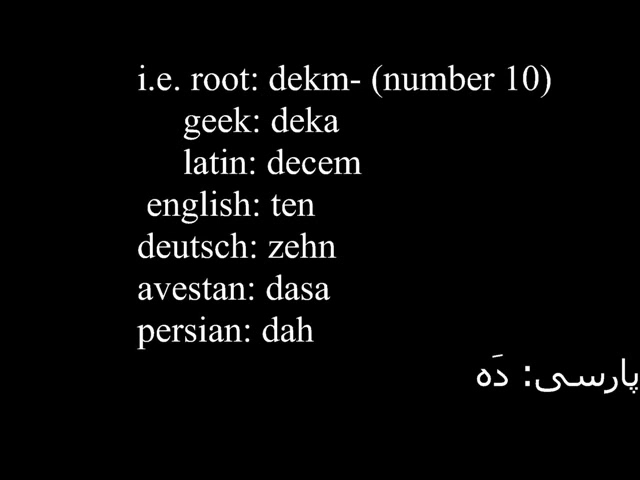 i.e. root: dekm- (number 10)
geek: deka
latin: decem
english: ten
deutsch: zehn
avestan: dasa
persian: dah
پارسی: دَه